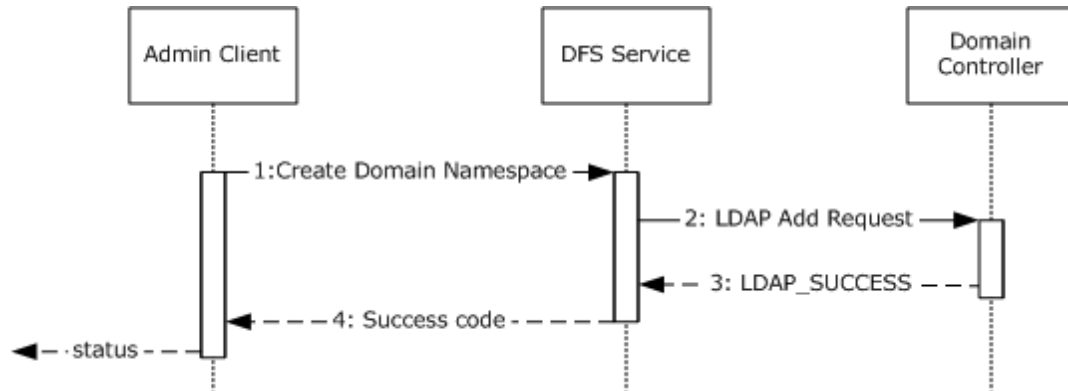 Admin Client
DFS Service
Domain
Controller
1:Create Domain Namespace
2: LDAP Add Request
3: LDAP_SUCCESS
4: Success code
status